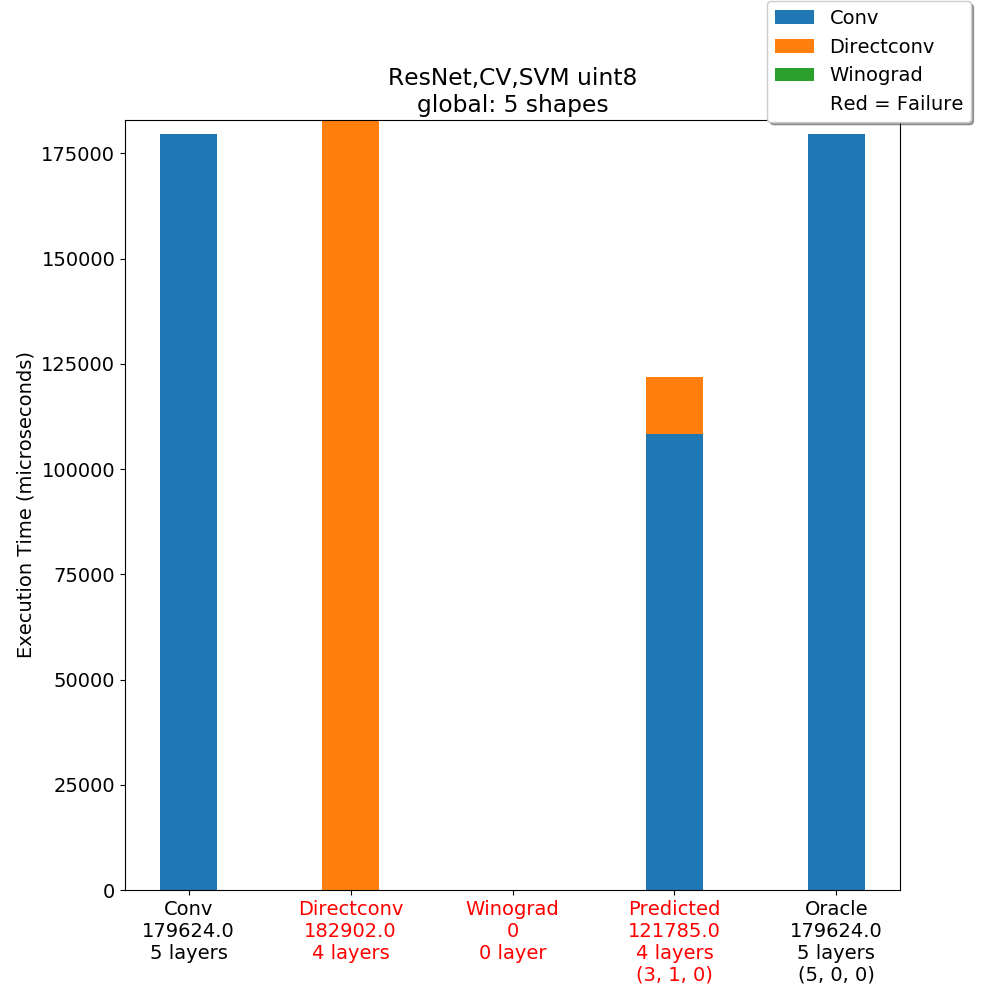 Conv
Directconv
Winograd
Red = Failure
ResNet,CV,SVM uint8
global: 5 shapes
Execution Time (microseconds)
175000
150000
125000
100000
75000
50000
25000
0
Conv
179624.0
5 layers
Directconv
182902.0
4 layers
Winograd
0
0 layer
Predicted
121785.0
4 layers
(3, 1, 0)
Oracle
179624.0
5 layers
(5, 0, 0)